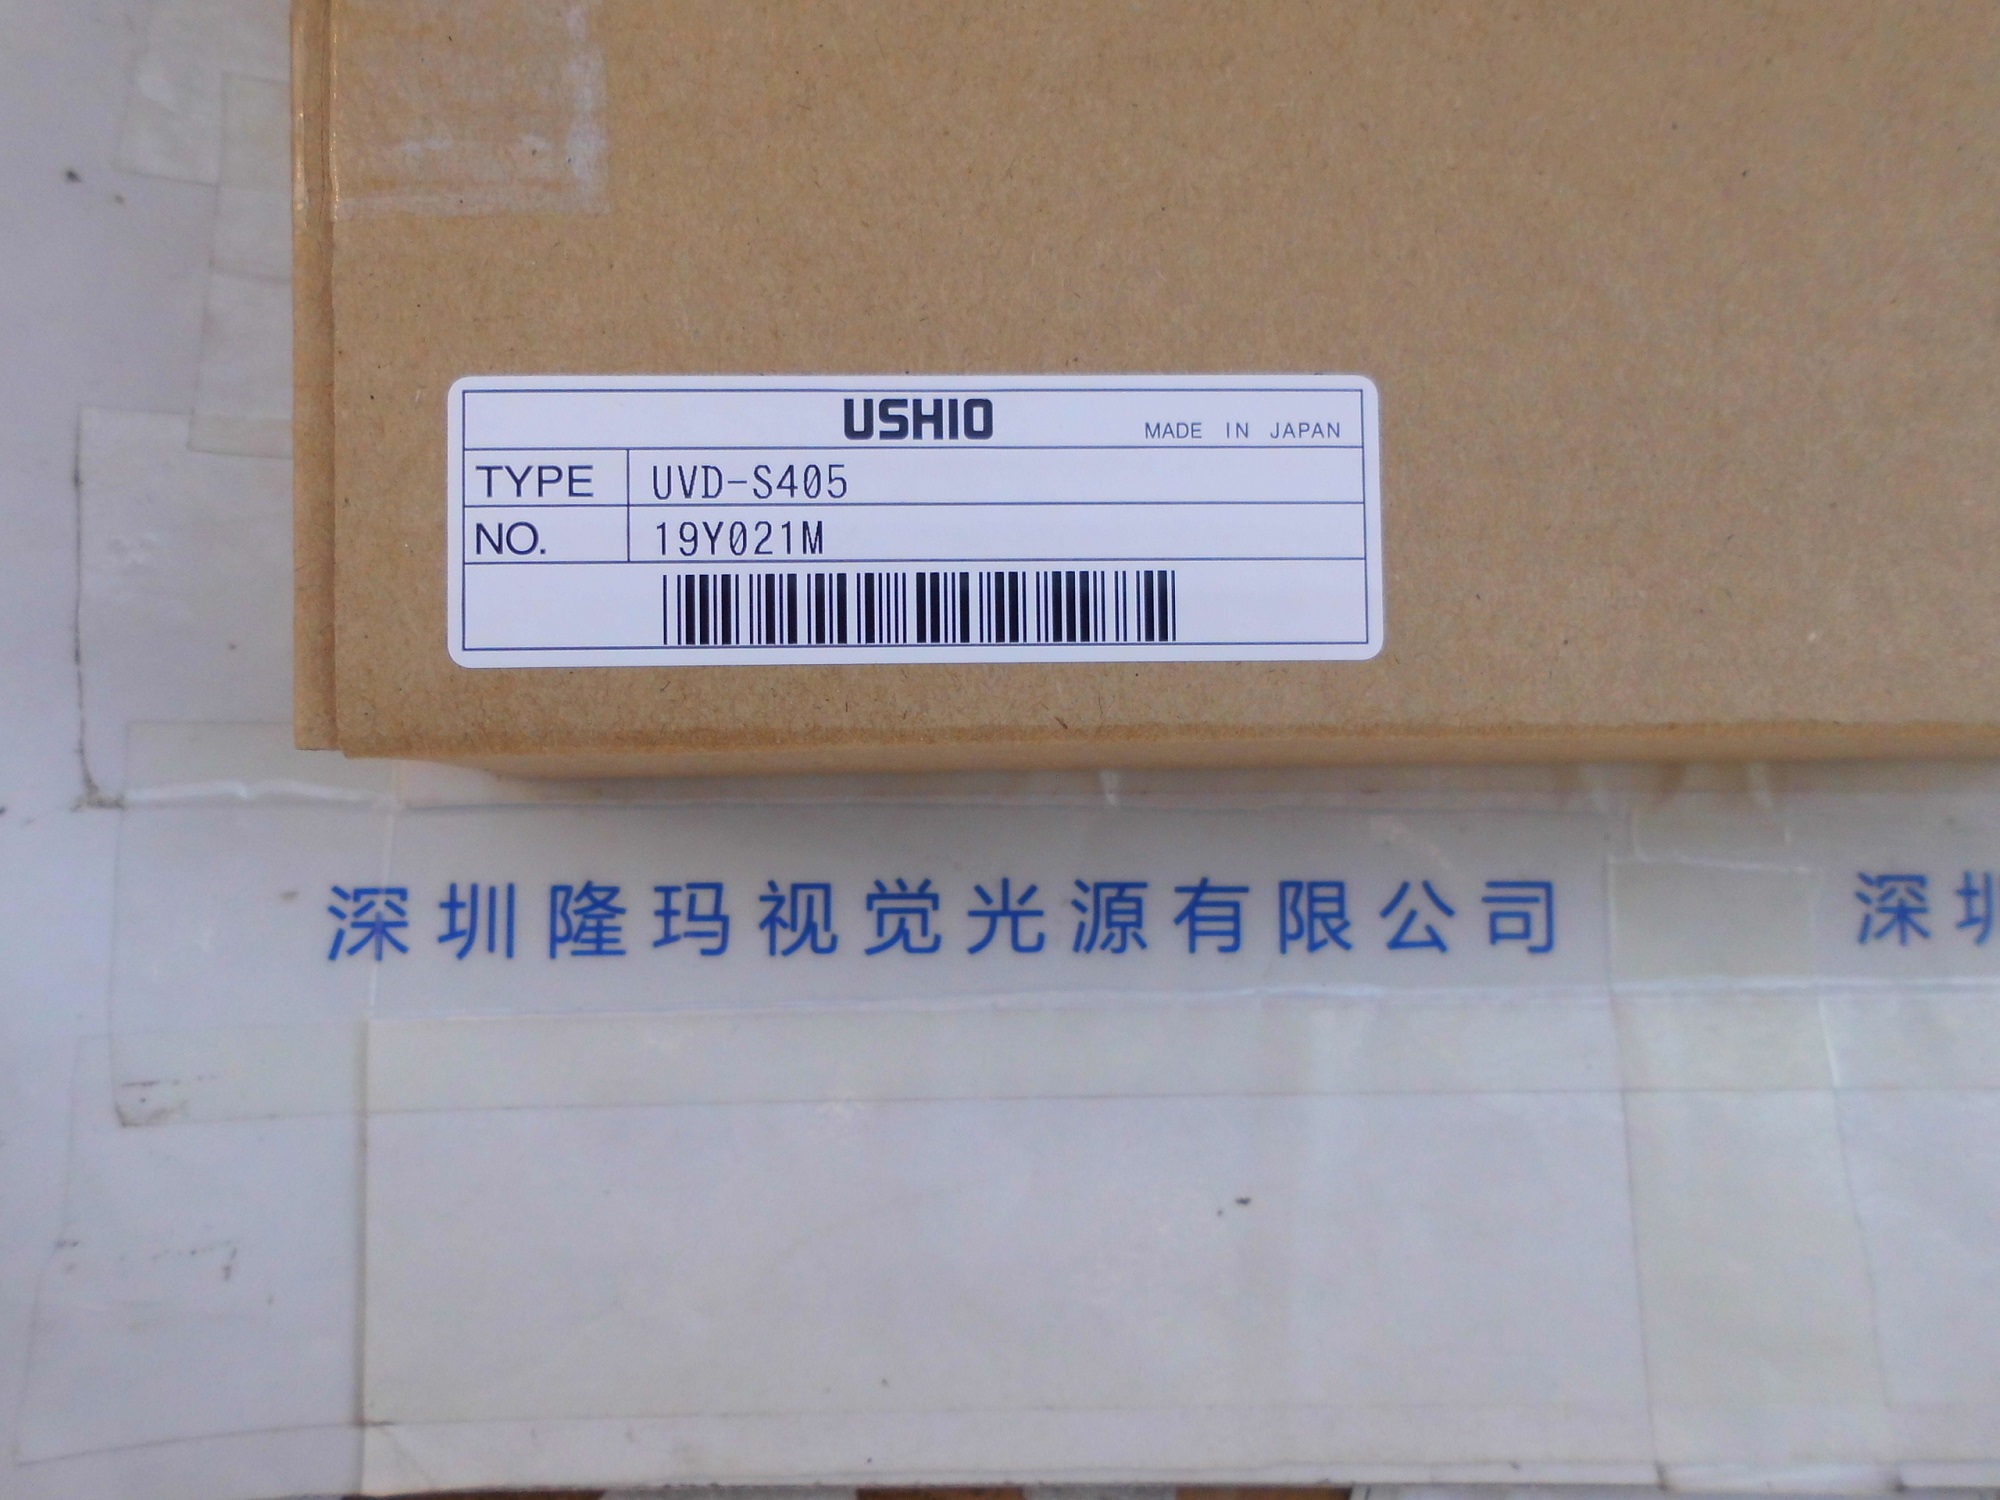 USHIO
MADE IN JAPAN
TYPE UVD-S405
NO. 19Y021M
深圳隆玛视觉光源有限公司 深圳